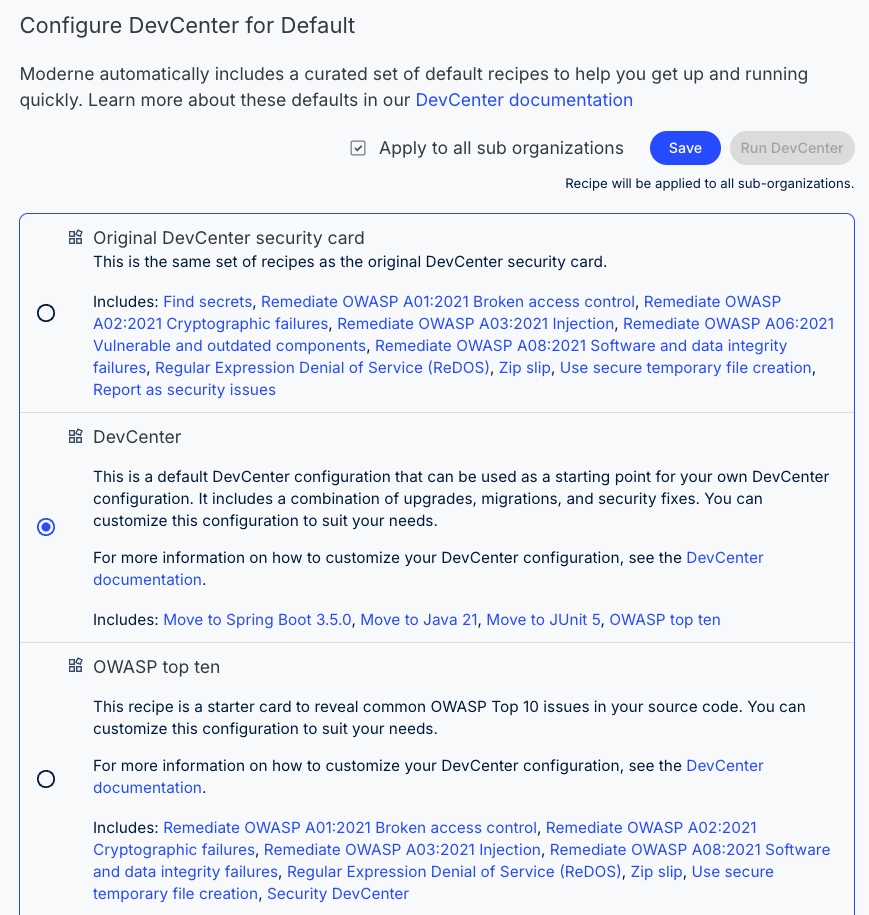 Configure DevCenter for Default
Moderne automatically includes a curated set of default recipes to help you get up and running
quickly. Learn more about these defaults in our DevCenter documentation
Apply to all sub organizations
Save
Run DevCenter
Recipe will be applied to all sub-organizations.
Original DevCenter security card
This is the same set of recipes as the original DevCenter security card.
Includes: Find secrets, Remediate OWASP A01:2021 Broken access control, Remediate OWASP
A02:2021 Cryptographic failures, Remediate OWASP A03:2021 Injection, Remediate OWASP A06:2021
Vulnerable and outdated components, Remediate OWASP A08:2021 Software and data integrity
failures, Regular Expression Denial of Service (ReDOS), Zip slip, Use secure temporary file creation,
Report as security issues
DevCenter
This is a default DevCenter configuration that can be used as a starting point for your own DevCenter
configuration. It includes a combination of upgrades, migrations, and security fixes. You can
customize this configuration to suit your needs.
For more information on how to customize your DevCenter configuration, see the DevCenter
documentation.
Includes: Move to Spring Boot 3.5.0, Move to Java 21, Move to JUnit 5, OWASP top ten
OWASP top ten
This recipe is a starter card to reveal common OWASP Top 10 issues in your source code. You can
customize this configuration to suit your needs.
For more information on how to customize your DevCenter configuration, see the DevCenter
documentation.
Includes: Remediate OWASP A01:2021 Broken access control, Remediate OWASP A02:2021
Cryptographic failures, Remediate OWASP A03:2021 Injection, Remediate OWASP A08:2021 Software
and data integrity failures, Regular Expression Denial of Service (ReDOS), Zip slip, Use secure
temporary file creation, Security DevCenter